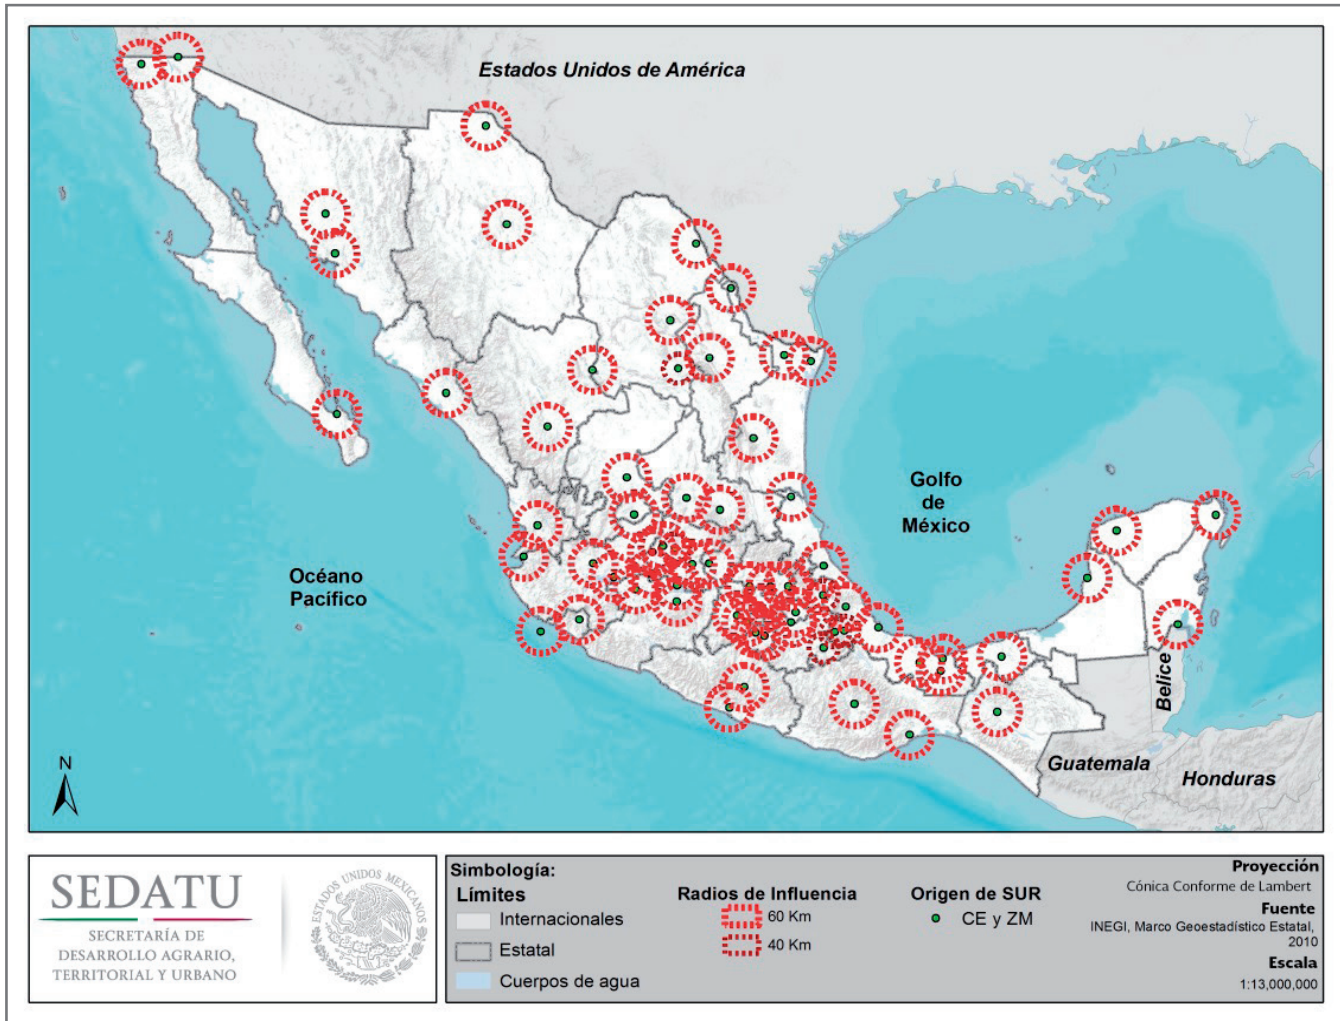 Estados Unidos de América
Golfo
de
México
Océano
Pacífico
Belice
Guatemala
Honduras
N
SEDATU
SECRETARÍA DE
DESARROLLO AGRARIO,
TERRITORIAL Y URBANO
ESTADOS UNIDOS MEXICANOS
Simbología:
Límites
Internacionales
Estatal
Cuerpos de agua
Radios de Influencia
60 Km
40 Km
Origen de SUR
CE y ZM
Proyección
Cónica Conforme de Lambert
Fuente
INEGI, Marco Geoestadístico Estatal,
2010
Escala
1:13,000,000